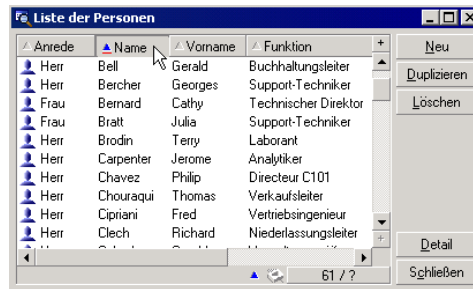 Liste der Personen
Anrede Name Vorname Funktion + Neu
Herr Bell Gerald Buchhaltungsleiter
Herr Bercher Georges Support-Techniker Duplizieren
Frau Bernard Cathy Technischer Direktor
Frau Bratt Julia Support-Techniker Löschen
Herr Brodin Terry Laborant
Herr Carpenter Jerome Analytiker
Herr Chavez Philip Directeur C101
Herr Chouraqui Thomas Verkaufsleiter
Herr Cipriani Fred Vertriebsingenieur
Herr Clech Richard Niederlassungsleiter +
Detail
61 / ? Schließen